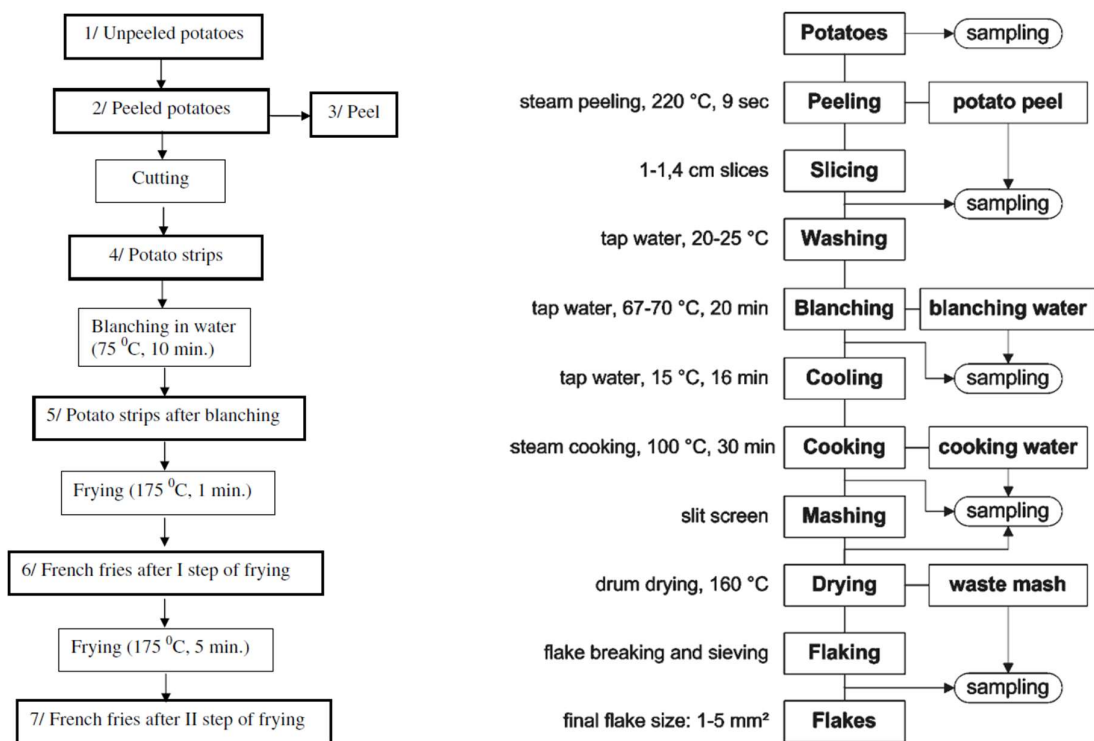 1/ Unpeeled potatoes
2/ Peeled potatoes
3/ Peel
Cutting
4/ Potato strips
Blanching in water
(75 ⁰C, 10 min.)
5/ Potato strips after blanching
Frying (175 ⁰C, 1 min.)
6/ French fries after I step of frying
Frying (175 ⁰C, 5 min.)
7/ French fries after II step of frying
Potatoes
sampling
steam peeling, 220 °C, 9 sec
Peeling
potato peel
1-1,4 cm slices
Slicing
sampling
tap water, 20-25 °C
Washing
tap water, 67-70 °C, 20 min
Blanching
blanching water
sampling
tap water, 15 °C, 16 min
Cooling
steam cooking, 100 °C, 30 min
Cooking
cooking water
sampling
slit screen
Mashing
drum drying, 160 °C
Drying
waste mash
flake breaking and sieving
Flaking
sampling
final flake size: 1-5 mm²
Flakes